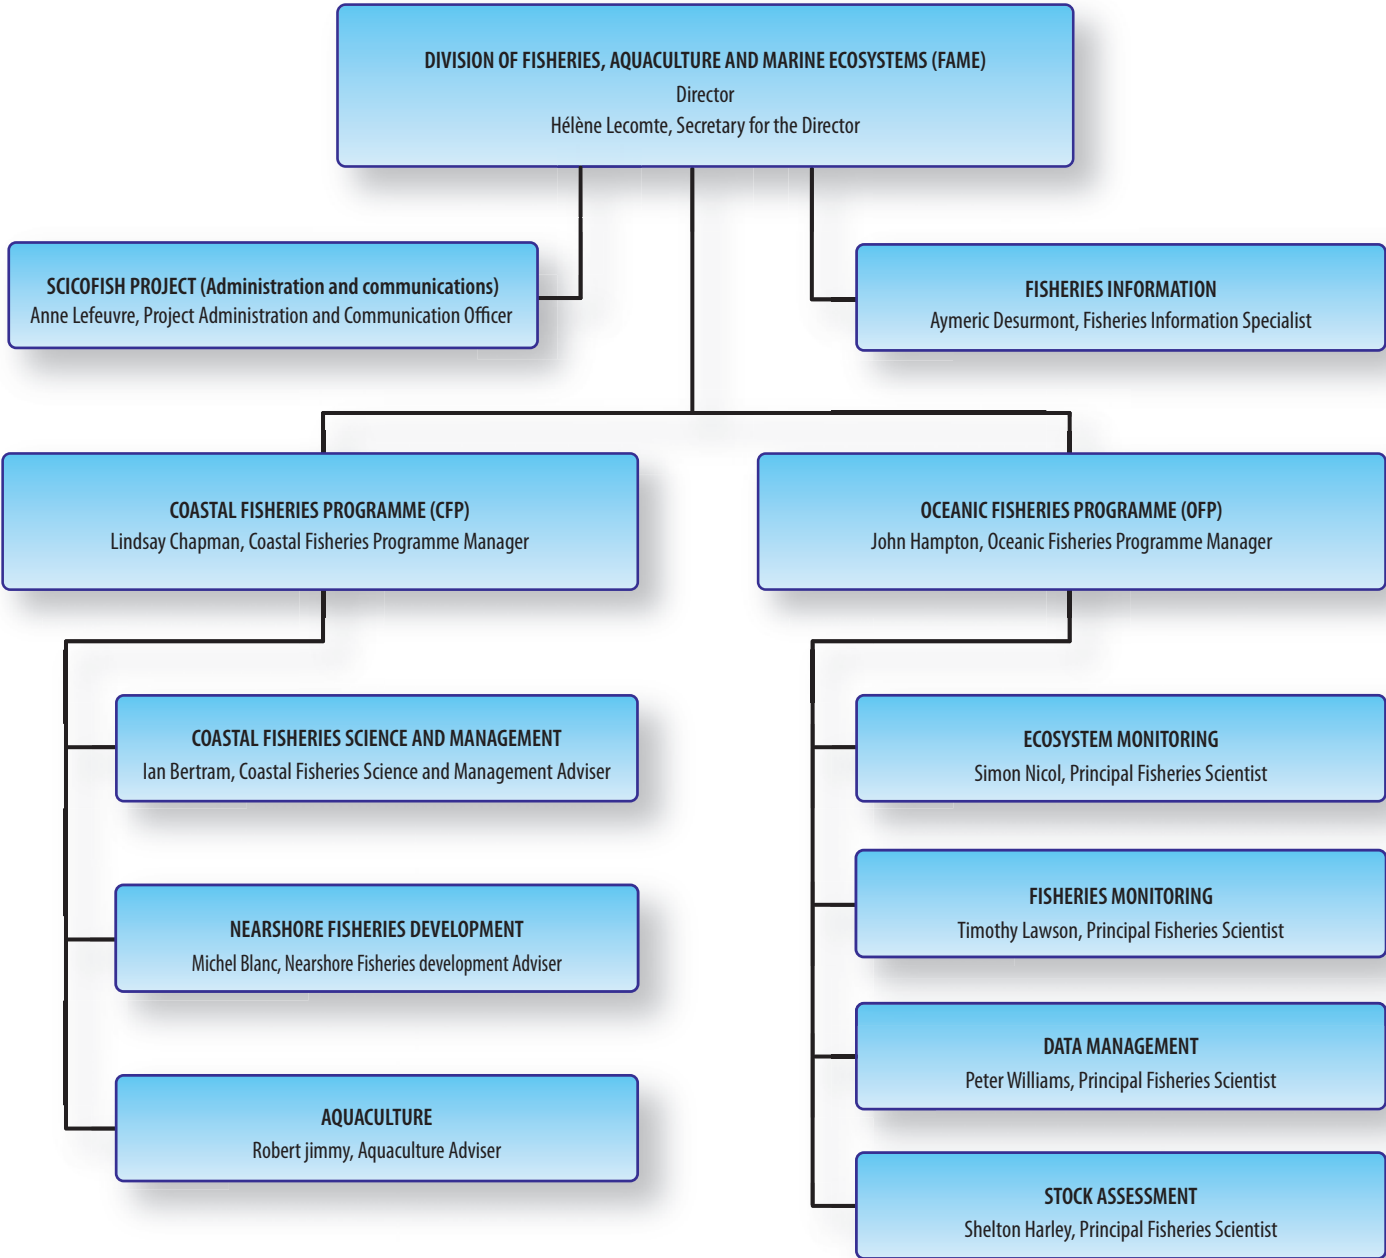 DIVISION OF FISHERIES, AQUACULTURE AND MARINE ECOSYSTEMS (FAME)
Director
Hélène Lecomte, Secretary for the Director
SCICOFISH PROJECT (Administration and communications)
Anne Lefeuvre, Project Administration and Communication Officer
FISHERIES INFORMATION
Aymeric Desurmont, Fisheries Information Specialist
COASTAL FISHERIES PROGRAMME (CFP)
Lindsay Chapman, Coastal Fisheries Programme Manager
OCEANIC FISHERIES PROGRAMME (OFP)
John Hampton, Oceanic Fisheries Programme Manager
COASTAL FISHERIES SCIENCE AND MANAGEMENT
Ian Bertram, Coastal Fisheries Science and Management Adviser
NEARSHORE FISHERIES DEVELOPMENT
Michel Blanc, Nearshore Fisheries development Adviser
AQUACULTURE
Robert jimmy, Aquaculture Adviser
ECOSYSTEM MONITORING
Simon Nicol, Principal Fisheries Scientist
FISHERIES MONITORING
Timothy Lawson, Principal Fisheries Scientist
DATA MANAGEMENT
Peter Williams, Principal Fisheries Scientist
STOCK ASSESSMENT
Shelton Harley, Principal Fisheries Scientist